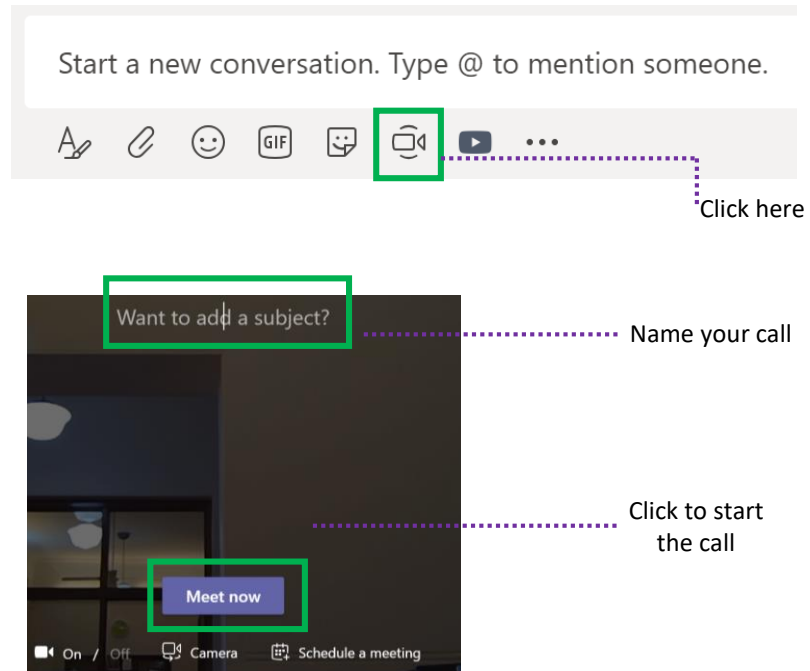 Start a new conversation. Type @ to mention someone.
GIF
Click here
Want to add a subject?
Name your call
Click to start
the call
Meet now
On / Off Camera Schedule a meeting